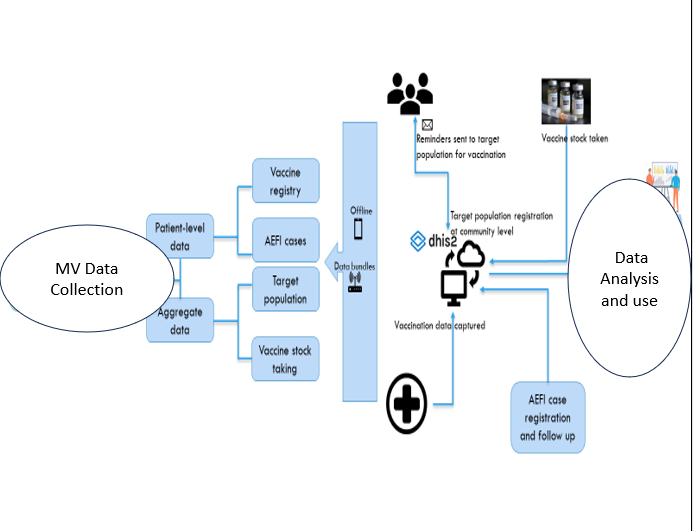 MV Data
Collection
Patient-level
data
Aggregate
data
Vaccine
registry
AEFI cases
Target
population
Vaccine stock
taking
Offline
Data bundles
Reminders sent to target
population for vaccination
Target population registration
at community level
dhis2
Vaccination data captured
Vaccine stock taken
AEFI case
registration
and follow up
Data
Analysis
and use